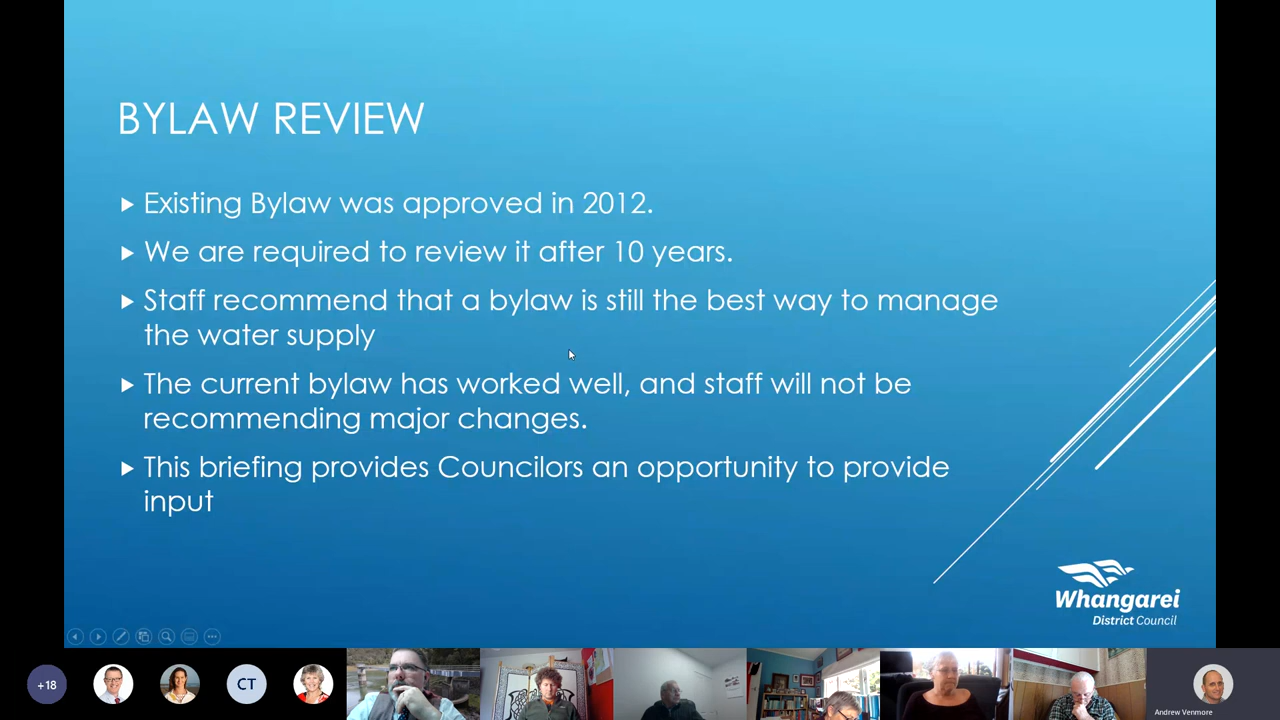 BYLAW REVIEW
Existing Bylaw was approved in 2012.
We are required to review it after 10 years.
Staff recommend that a bylaw is still the best way to manage
the water supply
The current bylaw has worked well, and staff will not be
recommending major changes.
This briefing provides Councilors an opportunity to provide
input
Whangarei
District Council
+18
CT
Andrew Venmore